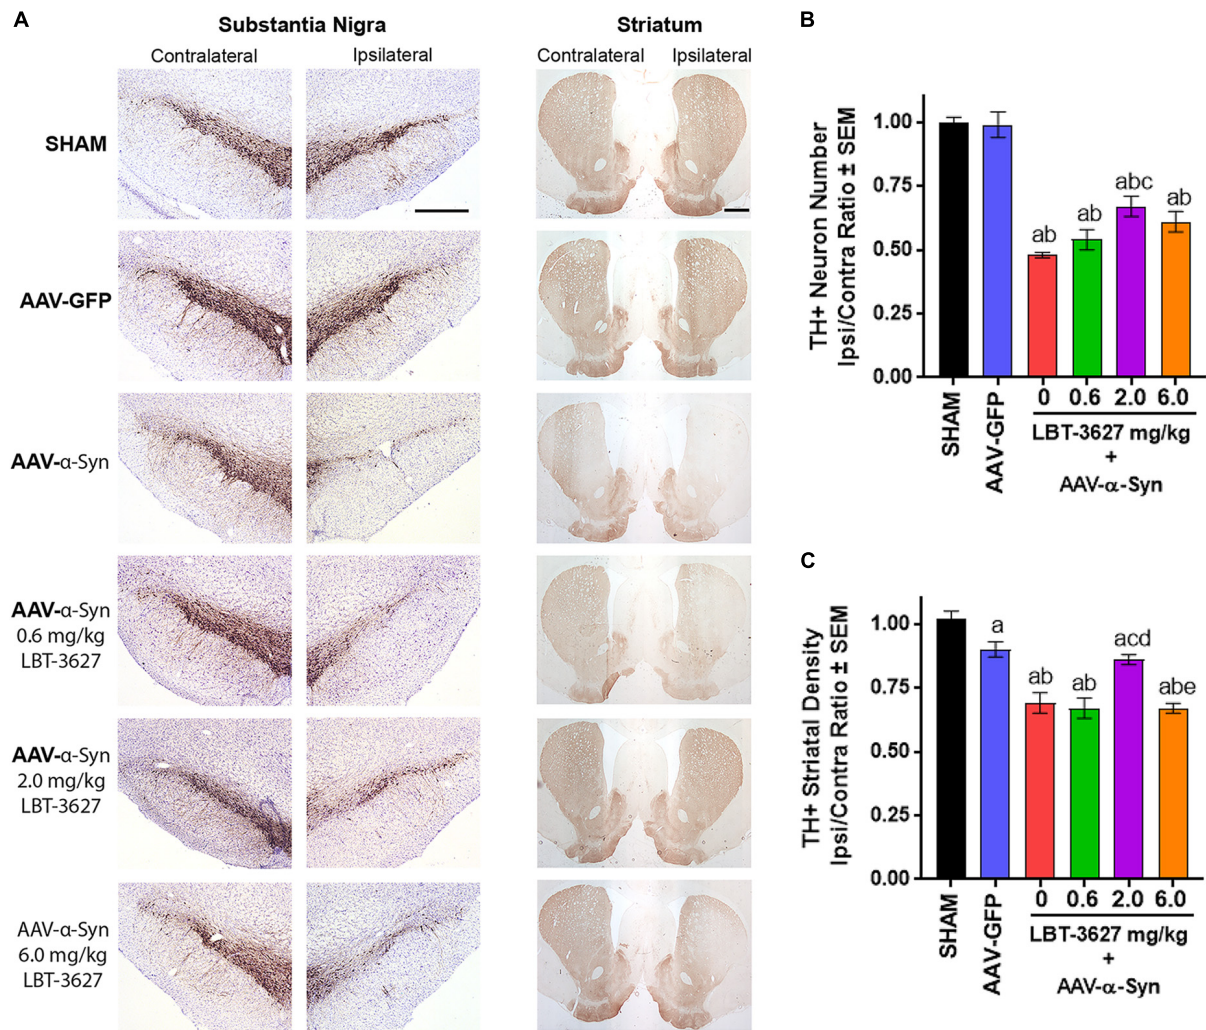 A
Substantia Nigra
Striatum
Contralateral
Ipsilateral
Contralateral
Ipsilateral
SHAM
AAV-GFP
AAV-α-Syn
AAV-α-Syn
0.6 mg/kg
LBT-3627
AAV-α-Syn
2.0 mg/kg
LBT-3627
AAV-α-Syn
6.0 mg/kg
LBT-3627
B
TH+ Neuron Number
Ipsi/Contra Ratio ± SEM
1.00
0.75
0.50
0.25
0.00
ab
ab
abc
ab
SHAM
AAV-GFP
0 0.6 2.0 6.0
LBT-3627 mg/kg
+
AAV-α-Syn
C
TH+ Striatal Density
Ipsi/Contra Ratio ± SEM
1.00
0.75
0.50
0.25
0.00
a
ab
ab
acd
abe
SHAM
AAV-GFP
0 0.6 2.0 6.0
LBT-3627 mg/kg
+
AAV-α-Syn